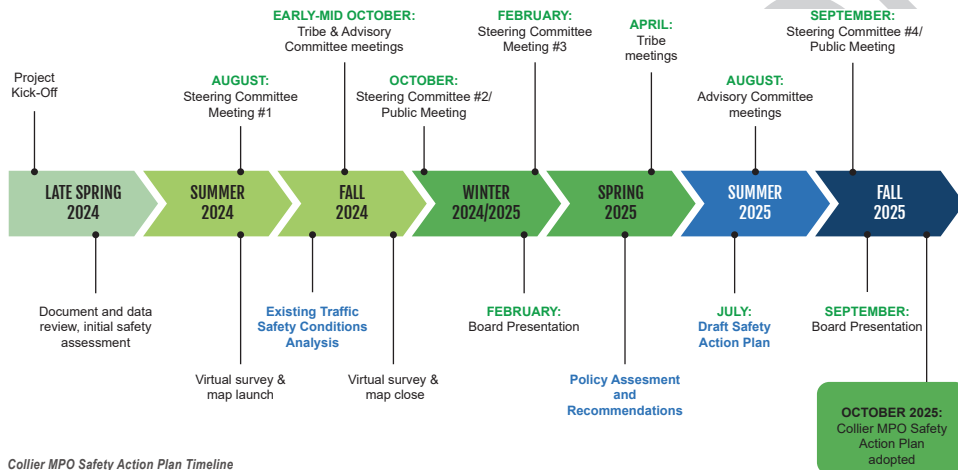 EARLY-MID OCTOBER:
Tribe & Advisory
Committee meetings
FEBRUARY:
Steering Committee
Meeting #3
APRIL:
Tribe
meetings
SEPTEMBER:
Steering Committee #4/
Public Meeting
Project
Kick-Off
AUGUST:
Steering Committee
Meeting #1
OCTOBER:
Steering Committee #2/
Public Meeting
AUGUST:
Advisory Committee
meetings
LATE SPRING
2024
SUMMER
2024
FALL
2024
WINTER
2024/2025
SPRING
2025
SUMMER
2025
FALL
2025
Document and data
review, initial safety
assessment
Existing Traffic
Safety Conditions
Analysis
FEBRUARY:
Board Presentation
JULY:
Draft Safety
Action Plan
SEPTEMBER:
Board Presentation
Virtual survey &
map launch
Virtual survey &
map close
Policy Assesment
and
Recommendations
OCTOBER 2025:
Collier MPO Safety
Action Plan
adopted
Collier MPO Safety Action Plan Timeline